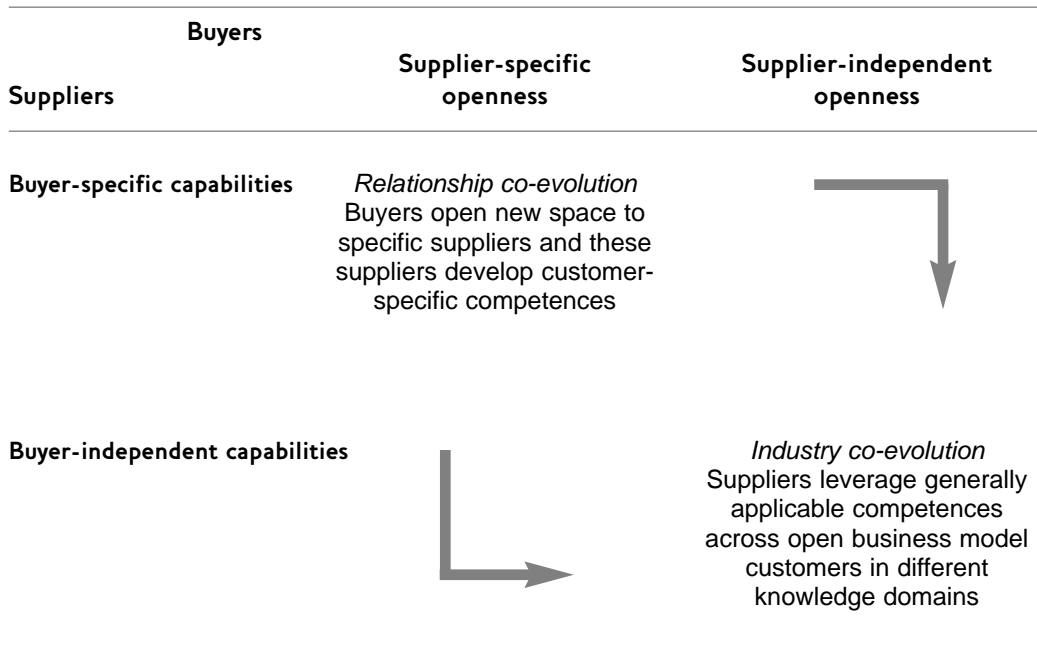 Buyers
Suppliers
Supplier-specific
openness
Supplier-independent
openness
Buyer-specific capabilities
Relationship co-evolution
Buyers open new space to
specific suppliers and these
suppliers develop customer-
specific competences
Buyer-independent capabilities
Industry co-evolution
Suppliers leverage generally
applicable competences
across open business model
customers in different
knowledge domains